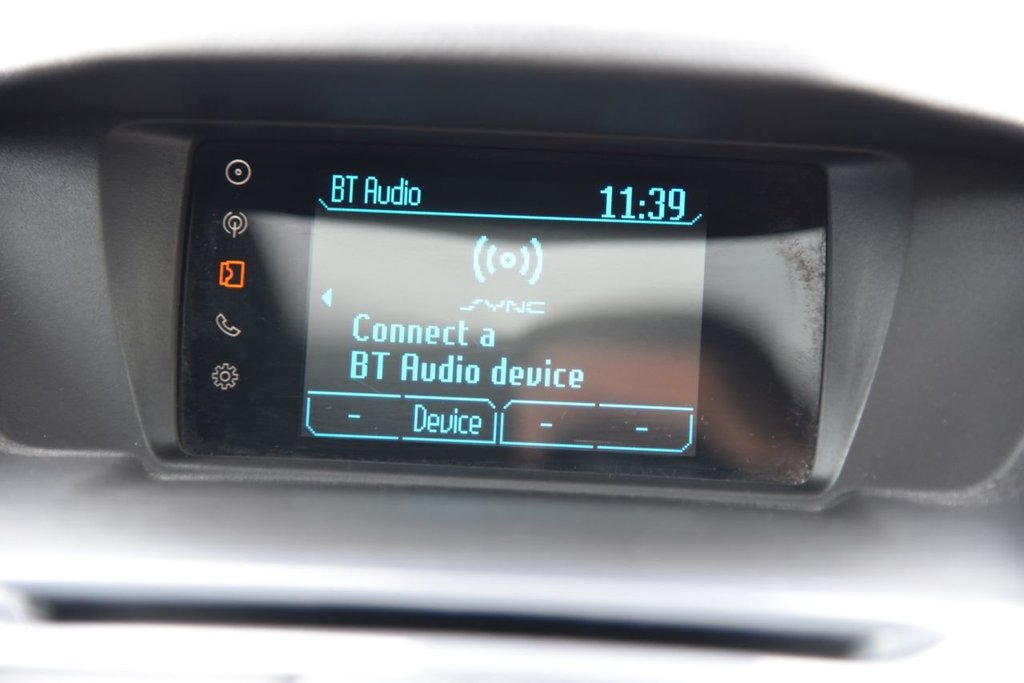 BT Audio
11:39
SYNC
Connect a
BT Audio device
- Device - -